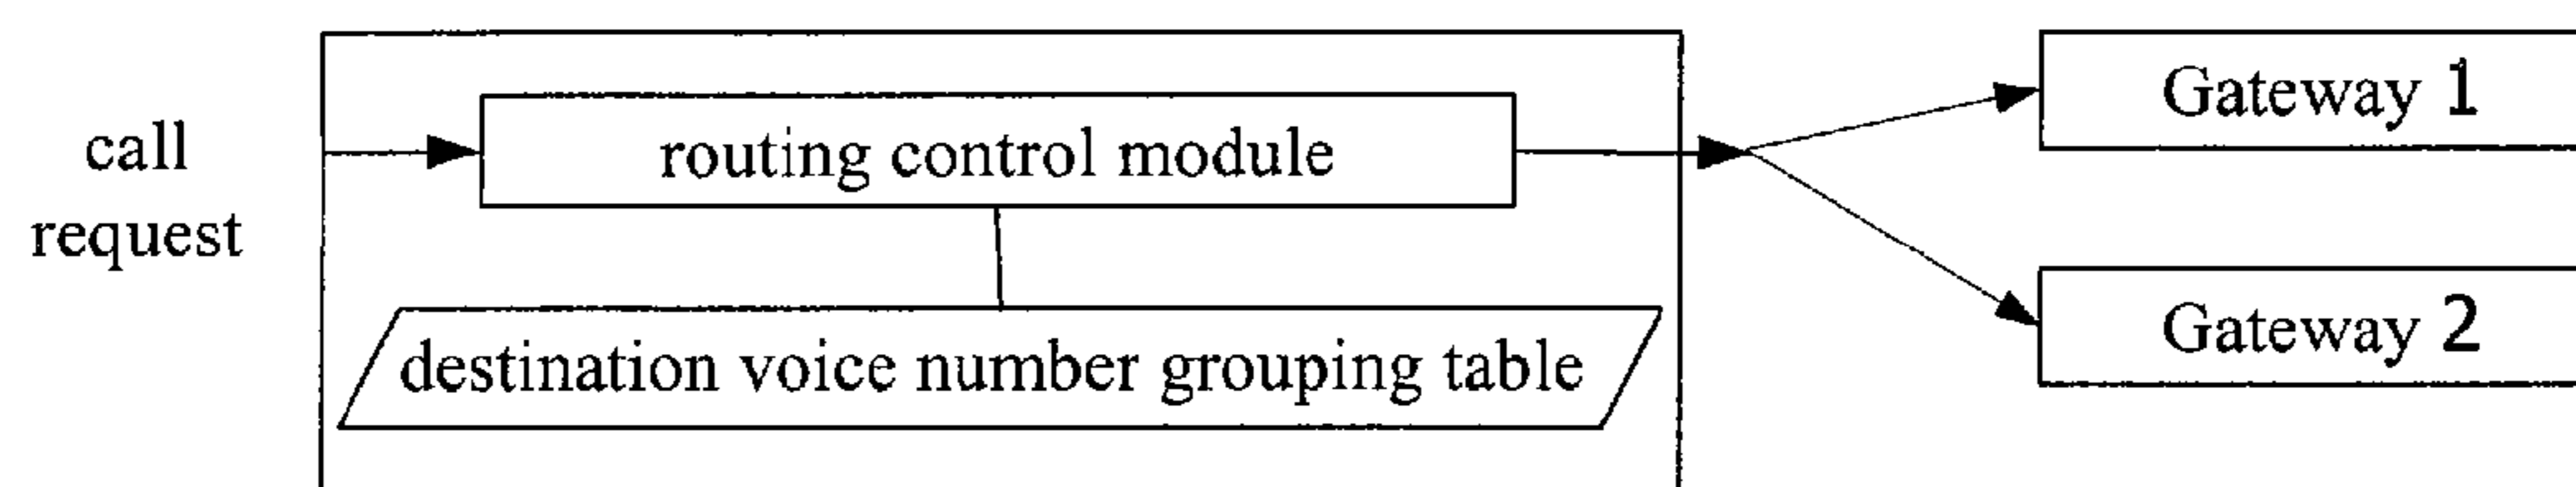 call
request
routing control module
destination voice number grouping table
Gateway 1
Gateway 2